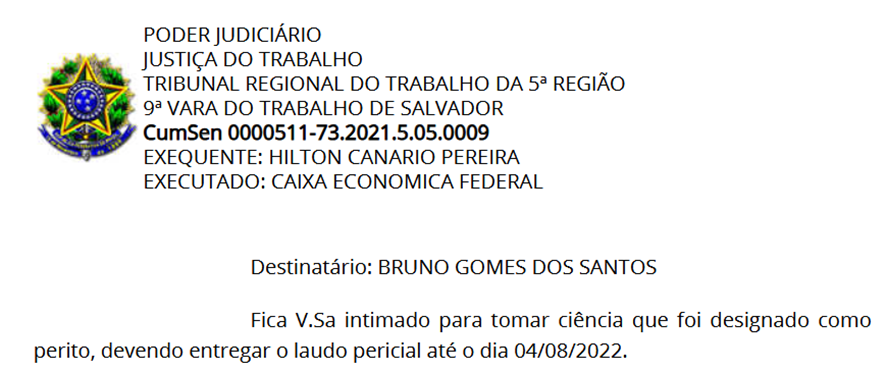 PODER JUDICIÁRIO
JUSTIÇA DO TRABALHO
TRIBUNAL REGIONAL DO TRABALHO DA 5ª REGIÃO
9ª VARA DO TRABALHO DE SALVADOR
CumSen 0000511-73.2021.5.05.0009
EXEQUENTE: HILTON CANARIO PEREIRA
EXECUTADO: CAIXA ECONOMICA FEDERAL
Destinatário: BRUNO GOMES DOS SANTOS
Fica V.Sa intimado para tomar ciência que foi designado como
perito, devendo entregar o laudo pericial até o dia 04/08/2022.